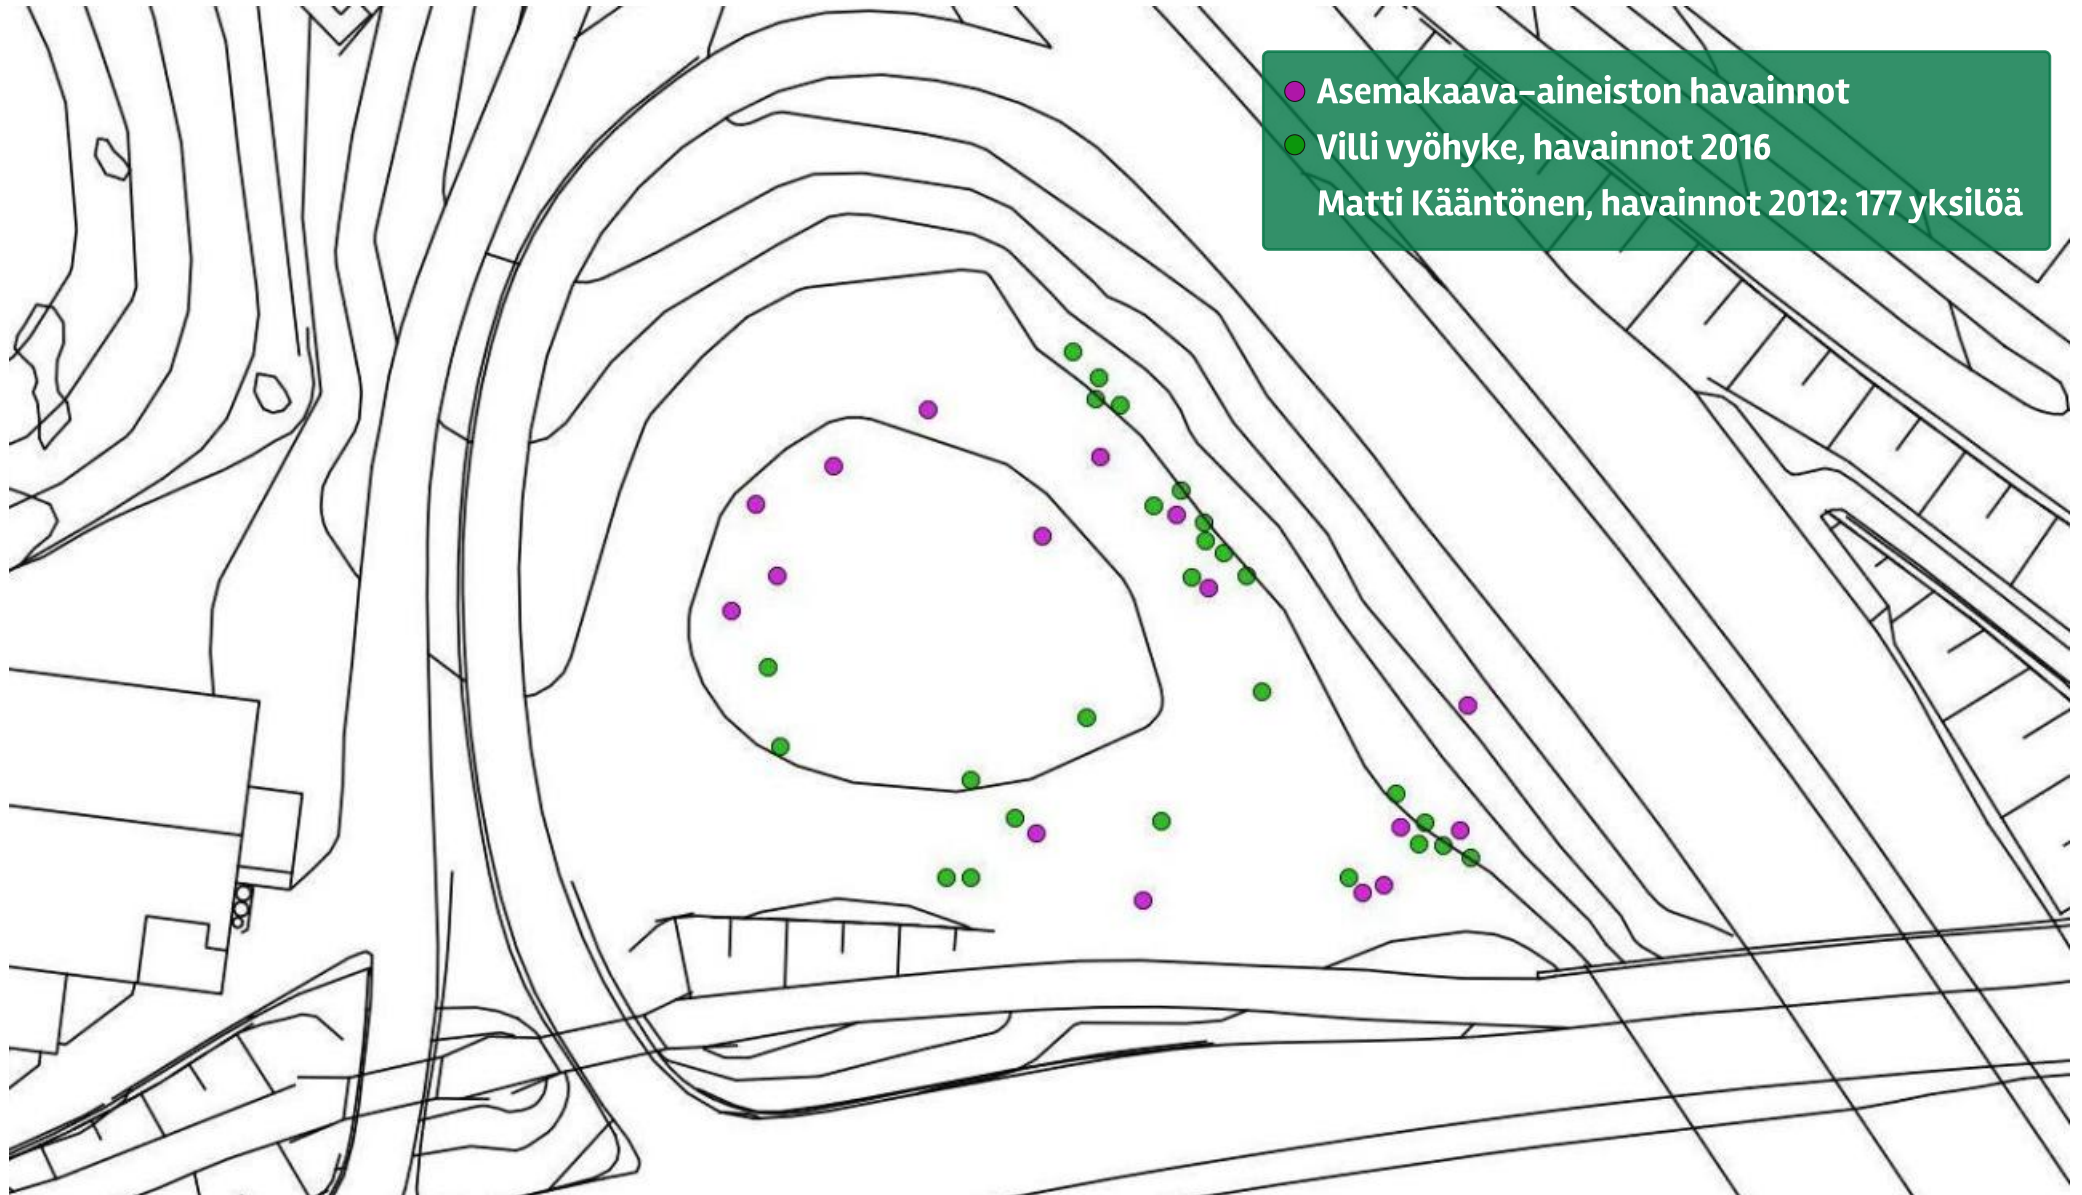 Asemakaava-aineiston havainnot
Villi vyöhyke, havainnot 2016
Matti Kääntönen, havainnot 2012: 177 yksilöä